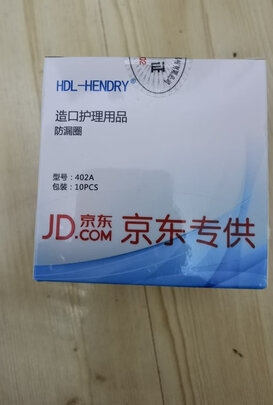 HDL-HENDRY®
造口护理用品
防漏圈
型号:402A
包装:10PCS
JD.京东
.COM
京东专供